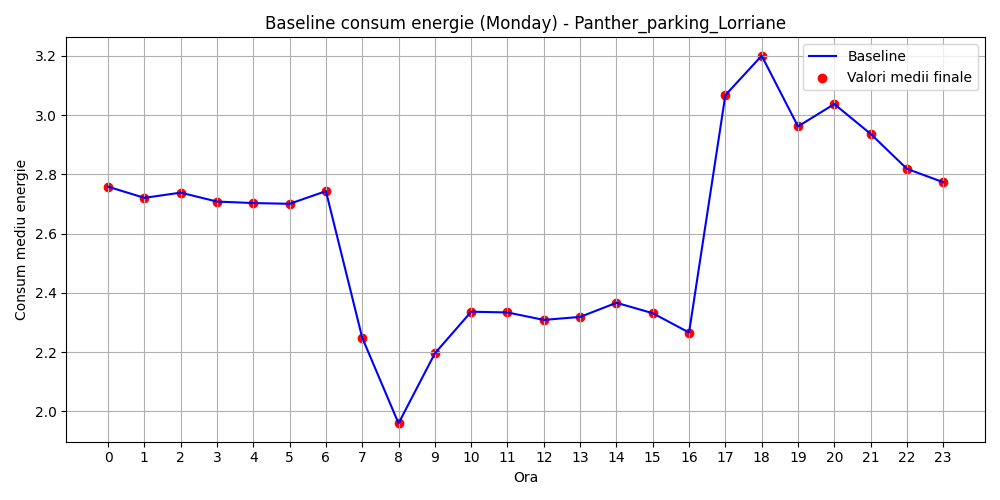 Baseline consum energie (Monday) - Panther_parking_Lorriane
Baseline
Valori medii finale
Consum mediu energie
3.2
3.0
2.8
2.6
2.4
2.2
2.0
0 1 2 3 4 5 6 7 8 9 10 11 12 13 14 15 16 17 18 19 20 21 22 23
Ora